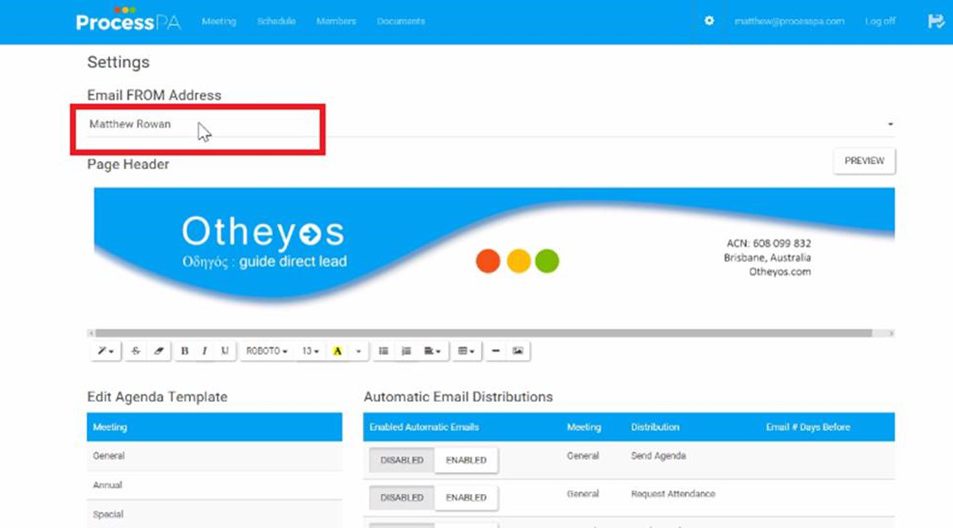 ProcessPA Meeting Schedule Members Documents matthew@processpa.com Log off
Settings
Email FROM Address
Matthew Rowan
Page Header PREVIEW
Otheyos
Οδηγός : guide direct lead
ACN: 608 099 832
Brisbane, Australia
Otheyos.com
B I U ROBOTO 13 A
Edit Agenda Template
Meeting
General
Annual
Special
Automatic Email Distributions
Enabled Automatic Emails Meeting Distribution Email # Days Before
DISABLED ENABLED General Send Agenda
DISABLED ENABLED General Request Attendance